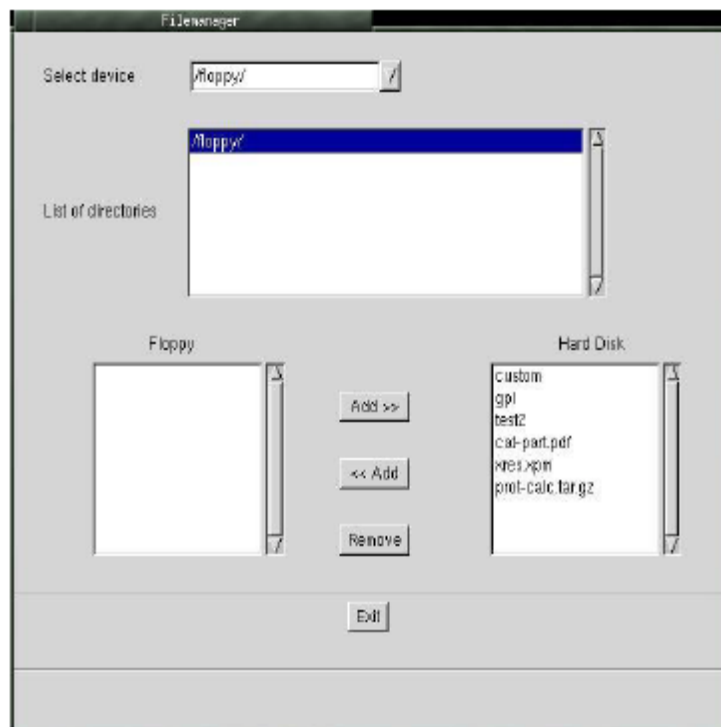 Filemanager
Select device
/floppy/
/floppy/
List of directories
Floppy
Hard Disk
custom
gpl
test2
cat-part.pdf
xres.xpm
prot-calc.tar.gz
Add >>
<< Add
Remove
Exit